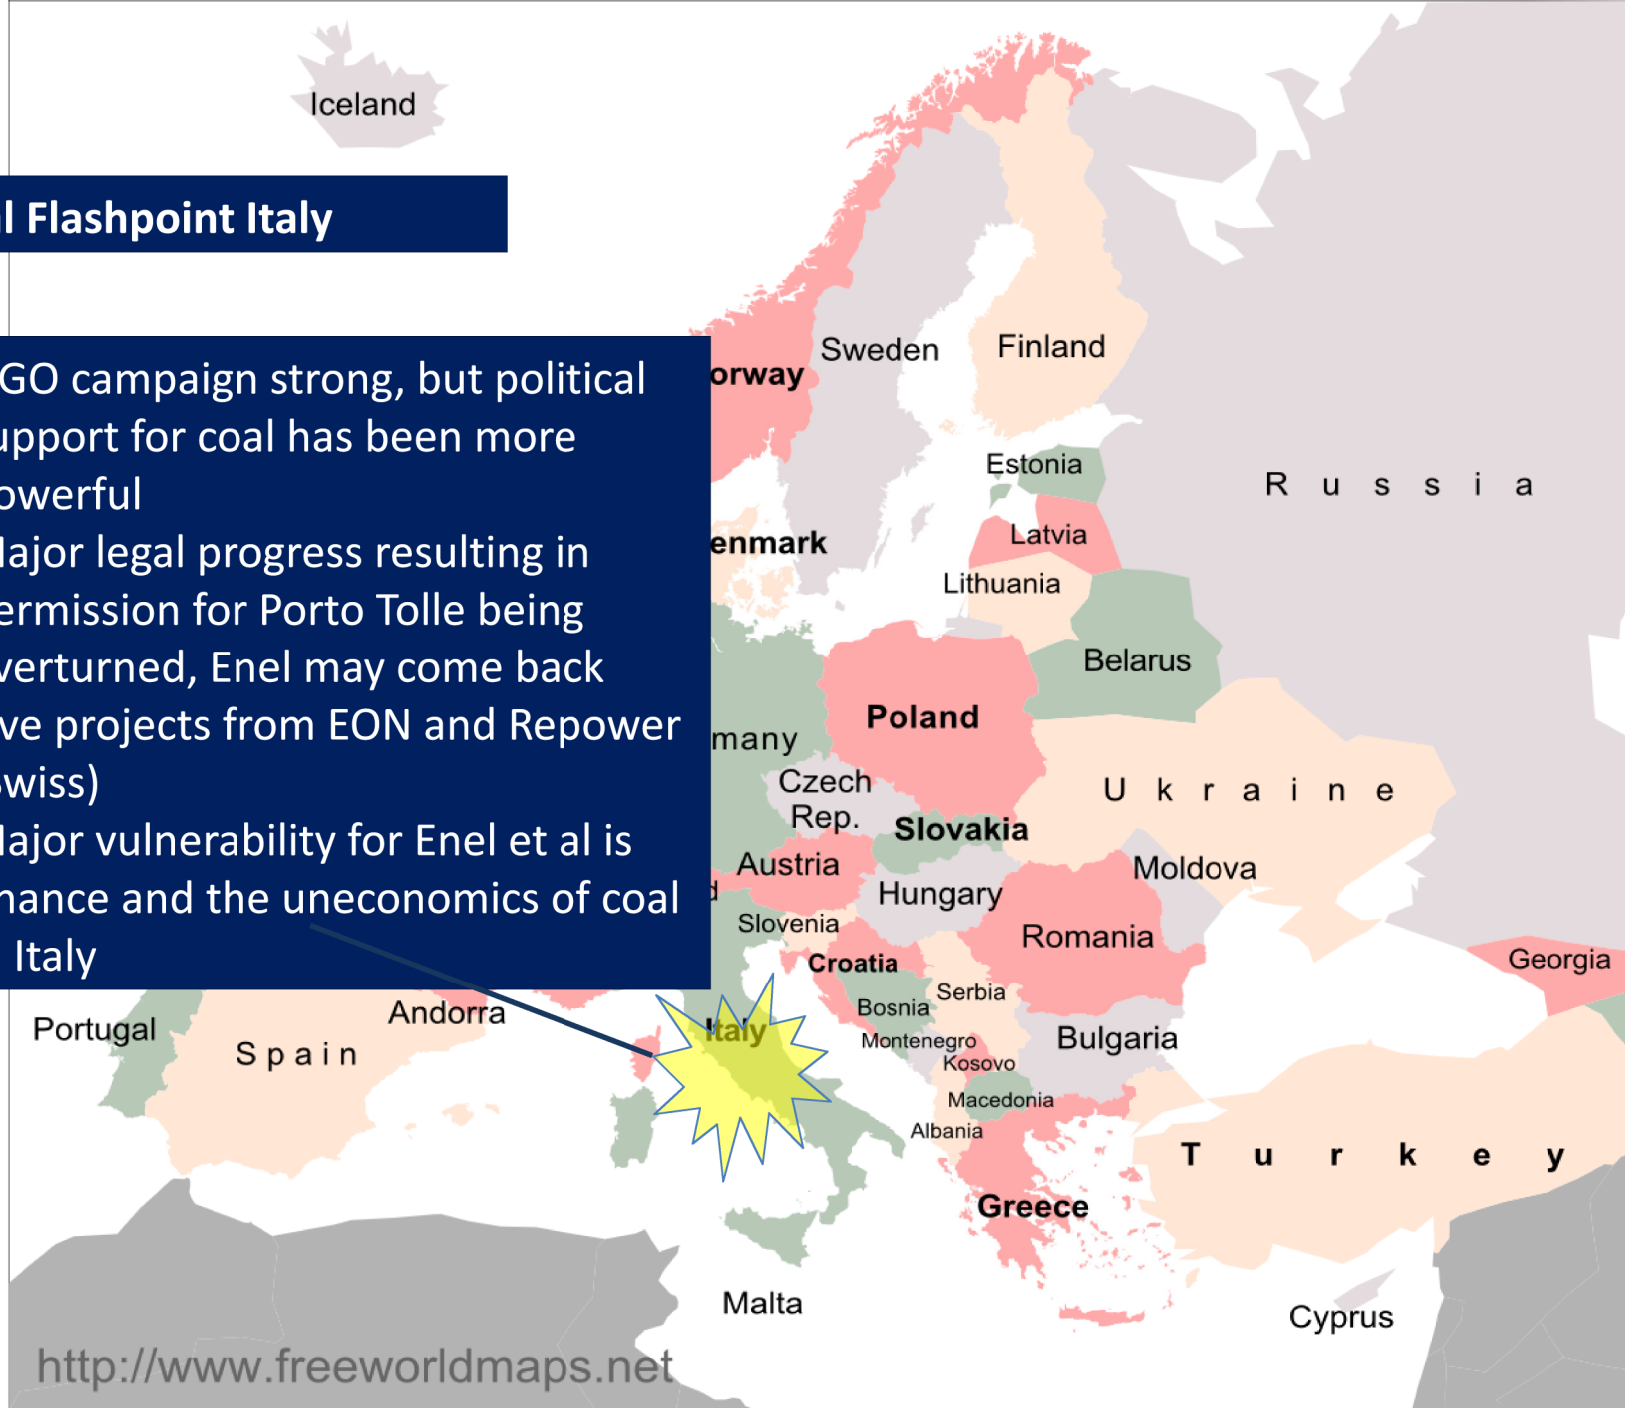 Iceland
l Flashpoint Italy
GO campaign strong, but political
upport for coal has been more
owerful
ajor legal progress resulting in
ermission for Porto Tolle being
verturned, Enel may come back
ve projects from EON and Repower
wiss)
ajor vulnerability for Enel et al is
nance and the uneconomics of coal
Italy
Sweden
Finland
orway
Estonia
Russia
Latvia
enmark
Lithuania
Belarus
Poland
many
Czech
Rep.
Ukraine
Slovakia
Austria
Moldova
d
Hungary
Slovenia
Romania
Croatia
Georgia
Serbia
Bosnia
Andorra
Portugal
Italy
Montenegro
Bulgaria
Spain
Kosovo
Macedonia
Albania
Turkey
Greece
Malta
Cyprus
http://www.freeworldmaps.net